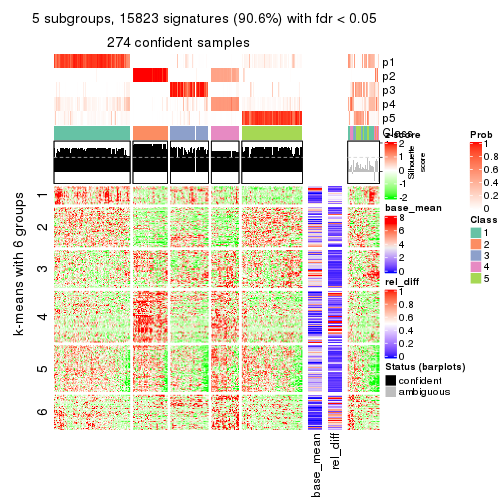 5 subgroups, 15823 signatures (90.6%) with fdr < 0.05
274 confident samples
p1
p2
p3
p4
p5
Class
1
2
3
4
5
6
k-means with 6 groups
base_mean
rel_diff
Silhouette
score
1
0.5
0
z-score
2
1
0
-1
-2
base_mean
8
6
4
2
0
rel_diff
1
0.8
0.6
0.4
0.2
0
Status (barplots)
confident
ambiguous
Prob
1
0.8
0.6
0.4
0.2
0
Class
1
2
3
4
5